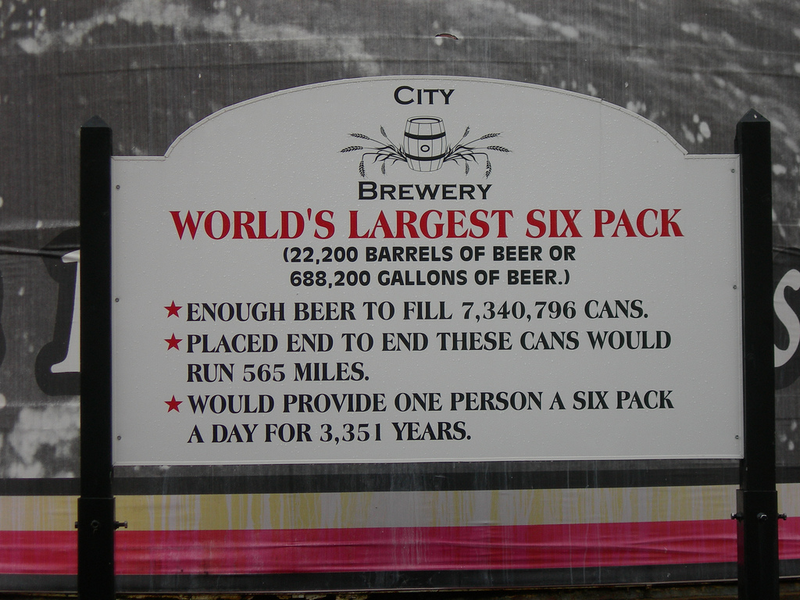 CITY
BREWERY
WORLD'S LARGEST SIX PACK
(22,200 BARRELS OF BEER OR
688,200 GALLONS OF BEER.)
★ENOUGH BEER TO FILL 7,340,796 CANS.
★PLACED END TO END THESE CANS WOULD
RUN 565 MILES.
★WOULD PROVIDE ONE PERSON A SIX PACK
A DAY FOR 3,351 YEARS.